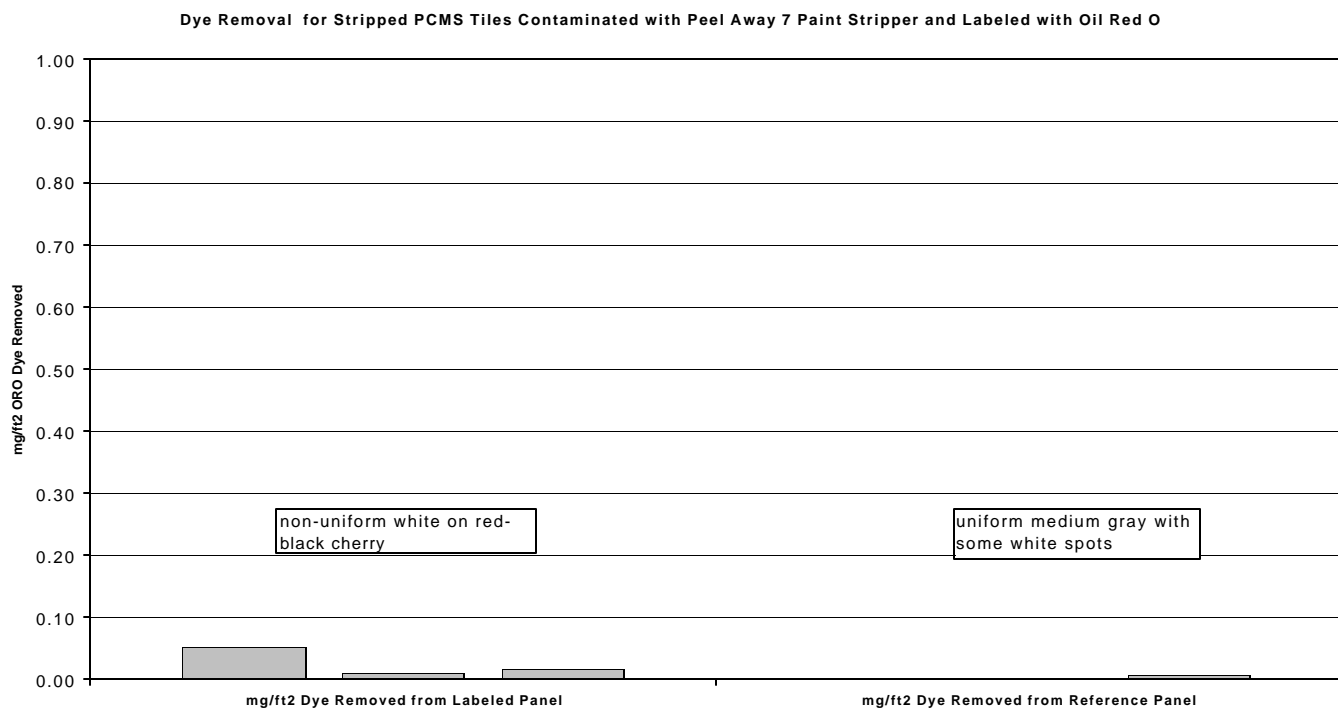 Dye Removal for Stripped PCMS Tiles Contaminated with Peel Away 7 Paint Stripper and Labeled with Oil Red O
mg/ft2 ORO Dye Removed
1.00
0.90
0.80
0.70
0.60
0.50
0.40
0.30
0.20
0.10
0.00
non-uniform white on red-
black cherry
uniform medium gray with
some white spots
mg/ft2 Dye Removed from Labeled Panel
mg/ft2 Dye Removed from Reference Panel